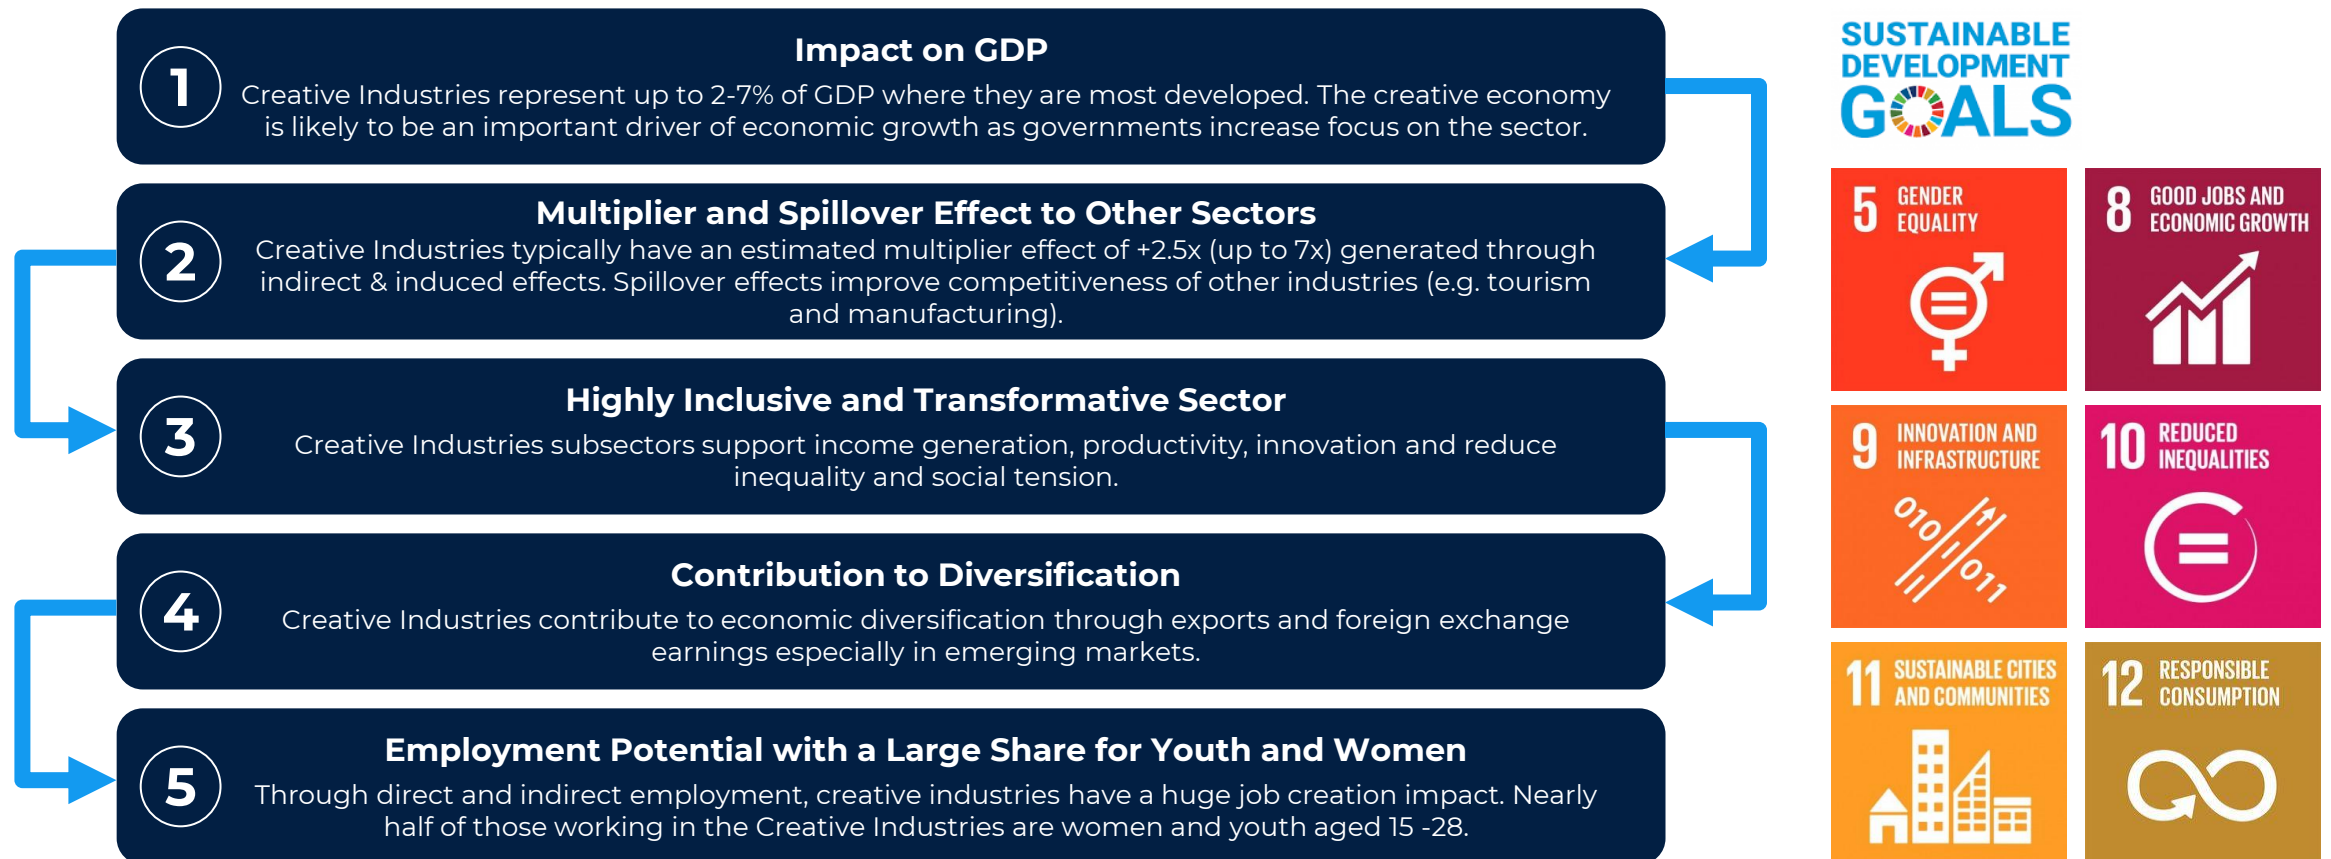 1
Impact on GDP
Creative Industries represent up to 2-7% of GDP where they are most developed. The creative economy
is likely to be an important driver of economic growth as governments increase focus on the sector.
2
Multiplier and Spillover Effect to Other Sectors
Creative Industries typically have an estimated multiplier effect of +2.5x (up to 7x) generated through
indirect & induced effects. Spillover effects improve competitiveness of other industries (e.g. tourism
and manufacturing).
3
Highly Inclusive and Transformative Sector
Creative Industries subsectors support income generation, productivity, innovation and reduce
inequality and social tension.
4
Contribution to Diversification
Creative Industries contribute to economic diversification through exports and foreign exchange
earnings especially in emerging markets.
5
Employment Potential with a Large Share for Youth and Women
Through direct and indirect employment, creative industries have a huge job creation impact. Nearly
half of those working in the Creative Industries are women and youth aged 15 -28.
SUSTAINABLE
DEVELOPMENT
GOALS
5 GENDER
EQUALITY
8 GOOD JOBS AND
ECONOMIC GROWTH
9 INNOVATION AND
INFRASTRUCTURE
010
011
10 REDUCED
INEQUALITIES
11 SUSTAINABLE CITIES
AND COMMUNITIES
12 RESPONSIBLE
CONSUMPTION